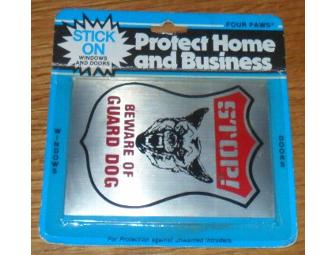 STICK
ON
WINDOWS
AND DOORS
FOUR PAWS
Protect Home
and Business
STOP!
BEWARE OF
GUARD DOG
WINDOWS
DOORS
For Protection against unwanted intruders